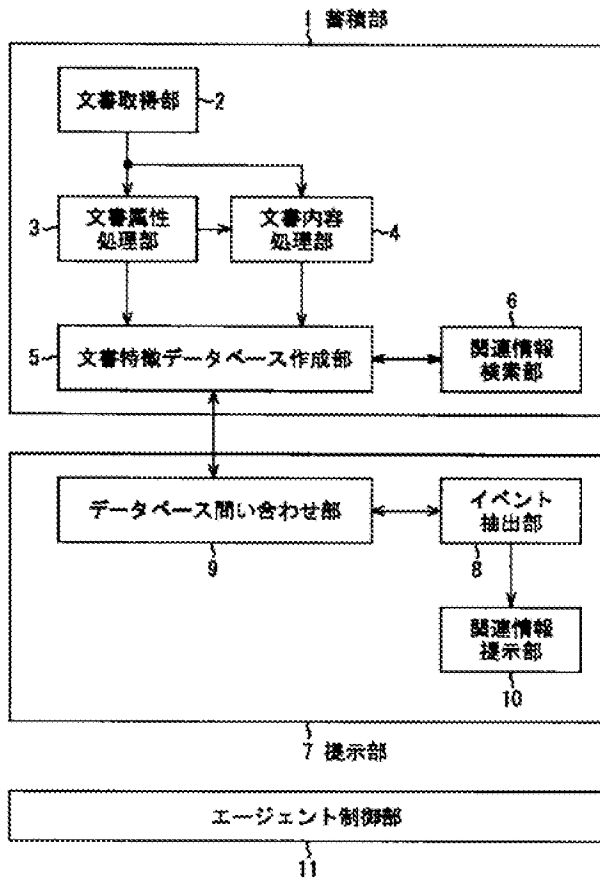 1 蓄積部
文書取得部
2
3
文書属性
処理部
文書内容
処理部
4
5
文書特徴データベース作成部
6
関連情報
検索部
データベース問い合わせ部
9
イベント
抽出部
8
関連情報
提示部
10
7 提示部
エージェント制御部
11